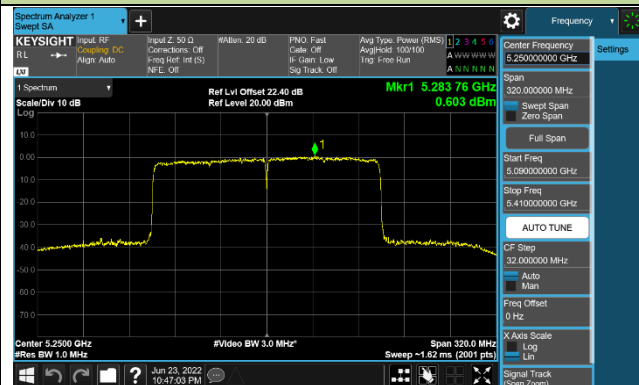 Spectrum Analyzer 1
Swept SA
+
Frequency
KEYSIGHT
RL
LXI
Input: RF
Coupling: DC
Align: Auto
Input Z: 50 Ω
Corrections: Off
Freq Ref: Int (S)
NFE: Off
#Atten: 20 dB
PNO: Fast
Gate: Off
IF Gain: Low
Sig Track: Off
Avg Type: Power (RMS)
Avg|Hold: 100/100
Trig: Free Run
1 2 3 4 5 6
A W W W W W
A N N N N N
1 Spectrum
Scale/Div 10 dB
Log
Ref Lvl Offset 22.40 dB
Ref Level 20.00 dBm
Mkr1 5.283 76 GHz
0.603 dBm
1
10.0
0.00
-10.0
-20.0
-30.0
-40.0
-50.0
-60.0
-70.0
Center 5.2500 GHz
#Res BW 1.0 MHz
#Video BW 3.0 MHz*
Span 320.0 MHz
Sweep ~1.62 ms (2001 pts)
Center Frequency
5.25000000 GHz
Settings
Span
320.000000 MHz
Swept Span
Zero Span
Full Span
Start Freq
5.090000000 GHz
Stop Freq
5.410000000 GHz
AUTO TUNE
CF Step
32.000000 MHz
Auto
Man
Freq Offset
0 Hz
X Axis Scale
Log
Lin
Signal Track
(Span Zoom)
?
Jun 23, 2022
10:47:03 PM